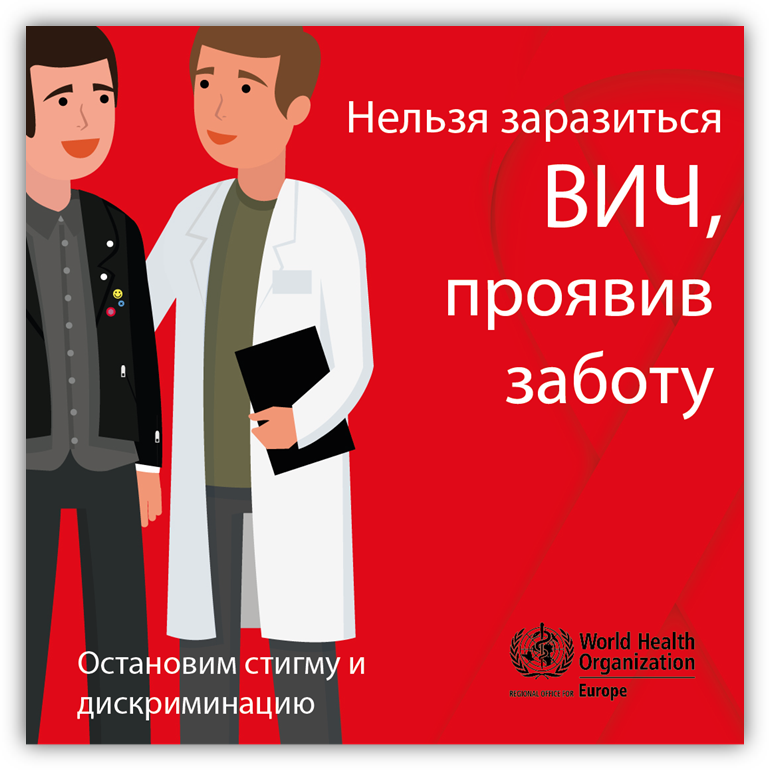 Нельзя заразиться
ВИЧ,
проявив
заботу
Остановим стигму и
дискриминацию
World Health
Organization
REGIONAL OFFICE FOR Europe